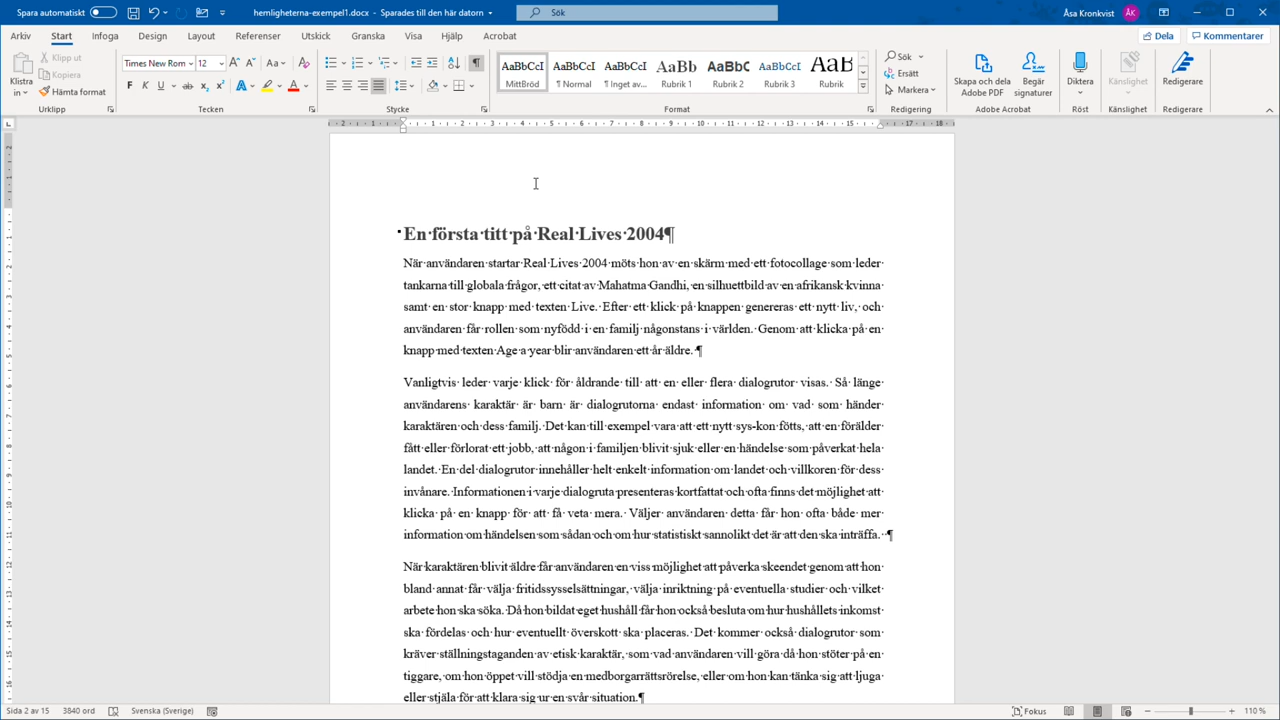 Spara automatiskt
hemligheterna-exempel1.docx • Sparades till den här datorn
Sök
Åsa Kronkvist
ÅK
Arkiv Start Infoga Design Layout Referenser Utskick Granska Visa Hjälp Acrobat
Dela
Kommentarer
Klistra in
Klipp ut
Kopiera
Hämta format
Urklipp
Times New Rom 12
F K U
Tecken
Stycke
AaBbCcI AaBbCcI AaBbCcI AaBb AaBbC AaBbCcI AaB
MittBröd ¶ Normal ¶ Inget av... Rubrik 1 Rubrik 2 Rubrik 3 Rubrik
Format
Sök
Ersätt
Markera
Redigering
Skapa och dela Adobe PDF
Begär signaturer
Adobe Acrobat
Diktera
Röst
Känslighet
Känslighet
Redigerare
Redigerare
En·första·titt·på·Real·Lives·2004¶
När·användaren·startar·Real·Lives·2004·möts·hon·av·en·skärm·med·ett·fotocollage·som·leder·
tankarna·till·globala·frågor,·ett·citat·av·Mahatma·Gandhi,·en·silhuettbild·av·en·afrikansk·kvinna·
samt·en·stor·knapp·med·texten·Live.·Efter·ett·klick·på·knappen·genereras·ett·nytt·liv,·och·
användaren·får·rollen·som·nyfödd·i·en·familj·någonstans·i·världen.·Genom·att·klicka·på·en·
knapp·med·texten·Age·a·year·blir·användaren·ett·år·äldre.·¶
Vanligtvis·leder·varje·klick·för·åldrande·till·att·en·eller·flera·dialogrutor·visas.·Så·länge·
användarens·karaktär·är·barn·är·dialogrutorna·endast·information·om·vad·som·händer·
karaktären·och·dess·familj.·Det·kan·till·exempel·vara·att·ett·nytt·sys-kon·fötts,·att·en·förälder·
fått·eller·förlorat·ett·jobb,·att·någon·i·familjen·blivit·sjuk·eller·en·händelse·som·påverkat·hela·
landet.·En·del·dialogrutor·innehåller·helt·enkelt·information·om·landet·och·villkoren·för·dess·
invånare.·Informationen·i·varje·dialogruta·presenteras·kortfattat·och·ofta·finns·det·möjlighet·att·
klicka·på·en·knapp·för·att·få·veta·mera.·Väljer·användaren·detta·får·hon·ofta·både·mer·
information·om·händelsen·som·sådan·och·om·hur·statistiskt·sannolikt·det·är·att·den·ska·inträffa.··¶
När·karaktären·blivit·äldre·får·användaren·en·viss·möjlighet·att·påverka·skeendet·genom·att·hon·
bland·annat·får·välja·fritidssysselsättningar,·välja·inriktning·på·eventuella·studier·och·vilket·
arbete·hon·ska·söka.·Då·hon·bildat·eget·hushåll·får·hon·också·besluta·om·hur·hushållets·inkomst·
ska·fördelas·och·hur·eventuellt·överskott·ska·placeras.·Det·kommer·också·dialogrutor·som·
kräver·ställningstaganden·av·etisk·karaktär,·som·vad·användaren·vill·göra·då·hon·stöter·på·en·
tiggare,·om·hon·öppet·vill·stödja·en·medborgarrättsrörelse,·eller·om·hon·kan·tänka·sig·att·ljuga·
eller·stjäla·för·att·klara·sig·ur·en·svår·situation.¶
Sida 2 av 15
3840 ord
Svenska (Sverige)
Fokus
110 %